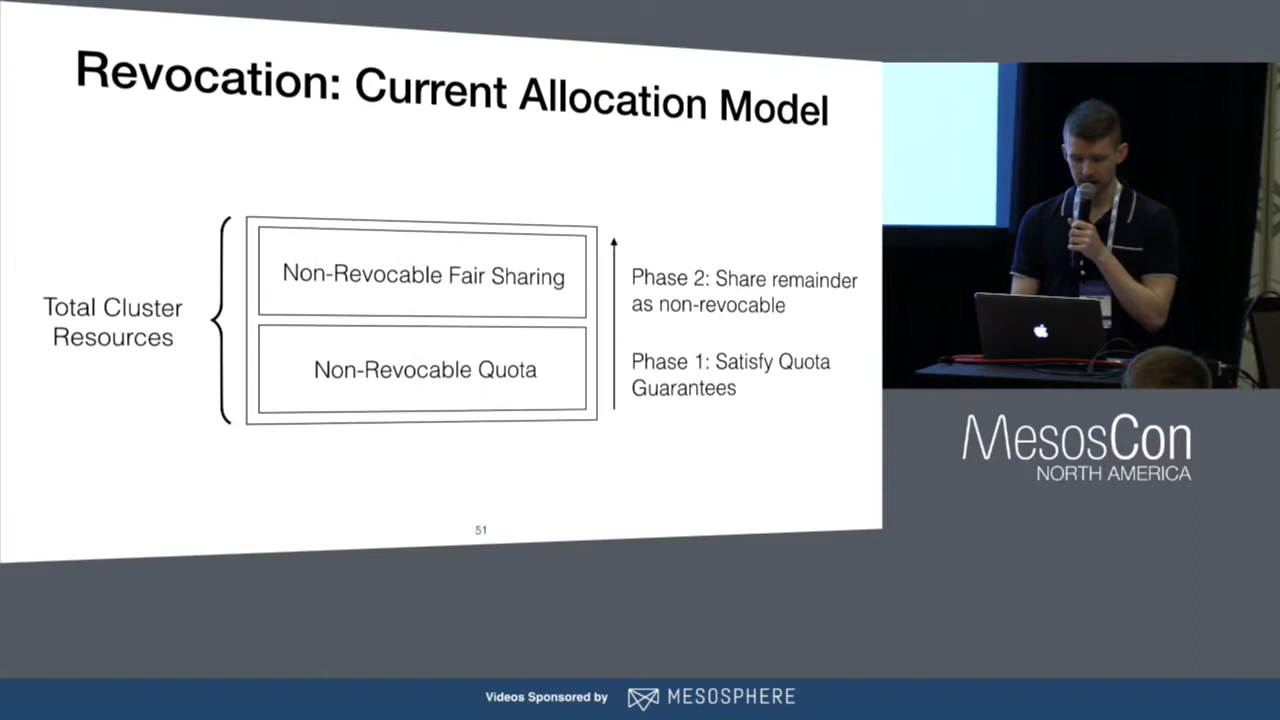 Revocation: Current Allocation Model
Total Cluster
Resources
Non-Revocable Fair Sharing
Non-Revocable Quota
Phase 2: Share remainder
as non-revocable
Phase 1: Satisfy Quota
Guarantees
51
MesosCon
NORTH AMERICA
Videos Sponsored by MESOSPHERE